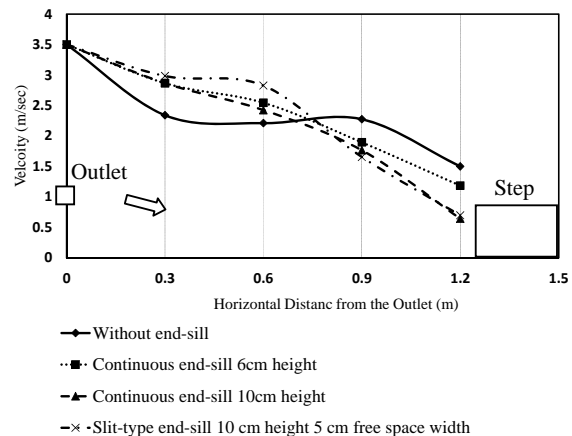 4
3.5
3
2.5
2
1.5
1
0.5
0
Velcoity (m/sec)
Outlet
Step
0 0.3 0.6 0.9 1.2 1.5
Horizontal Distanc from the Outlet (m)
Without end-sill
Continuous end-sill 6cm height
Continuous end-sill 10cm height
Slit-type end-sill 10 cm height 5 cm free space width